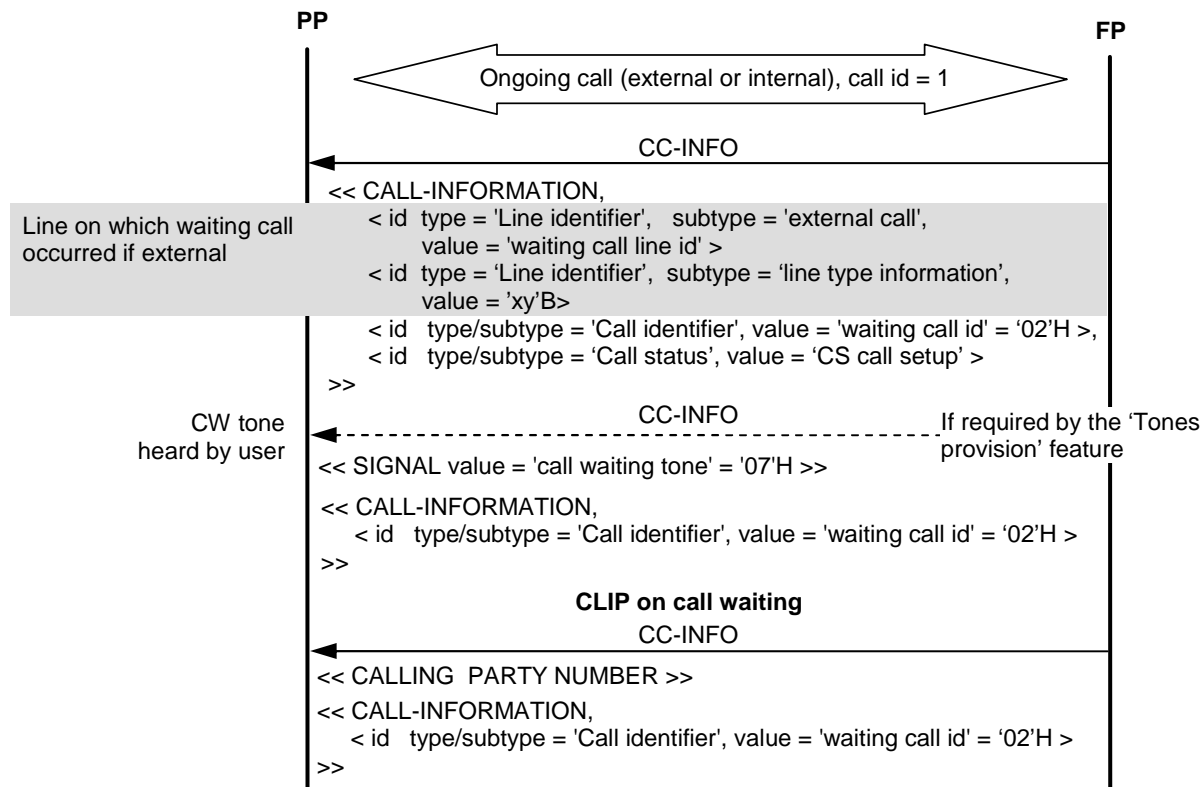 PP
FP
Ongoing call (external or internal), call id = 1
CC-INFO
<< CALL-INFORMATION,
Line on which waiting call
occurred if external
< id type = 'Line identifier', subtype = 'external call',
value = 'waiting call line id' >
< id type = ‘Line identifier’, subtype = ‘line type information’,
value = ’xy’B>
< id type/subtype = 'Call identifier', value = 'waiting call id' = ‘02’H >,
< id type/subtype = ‘Call status’, value = ‘CS call setup’ >
>>
CC-INFO
CW tone
heard by user
If required by the ‘Tones
provision’ feature
<< SIGNAL value = 'call waiting tone' = '07'H >>
<< CALL-INFORMATION,
< id type/subtype = 'Call identifier', value = 'waiting call id' = ‘02’H >
>>
CLIP on call waiting
CC-INFO
<< CALLING PARTY NUMBER >>
<< CALL-INFORMATION,
< id type/subtype = 'Call identifier', value = 'waiting call id' = ‘02’H >
>>